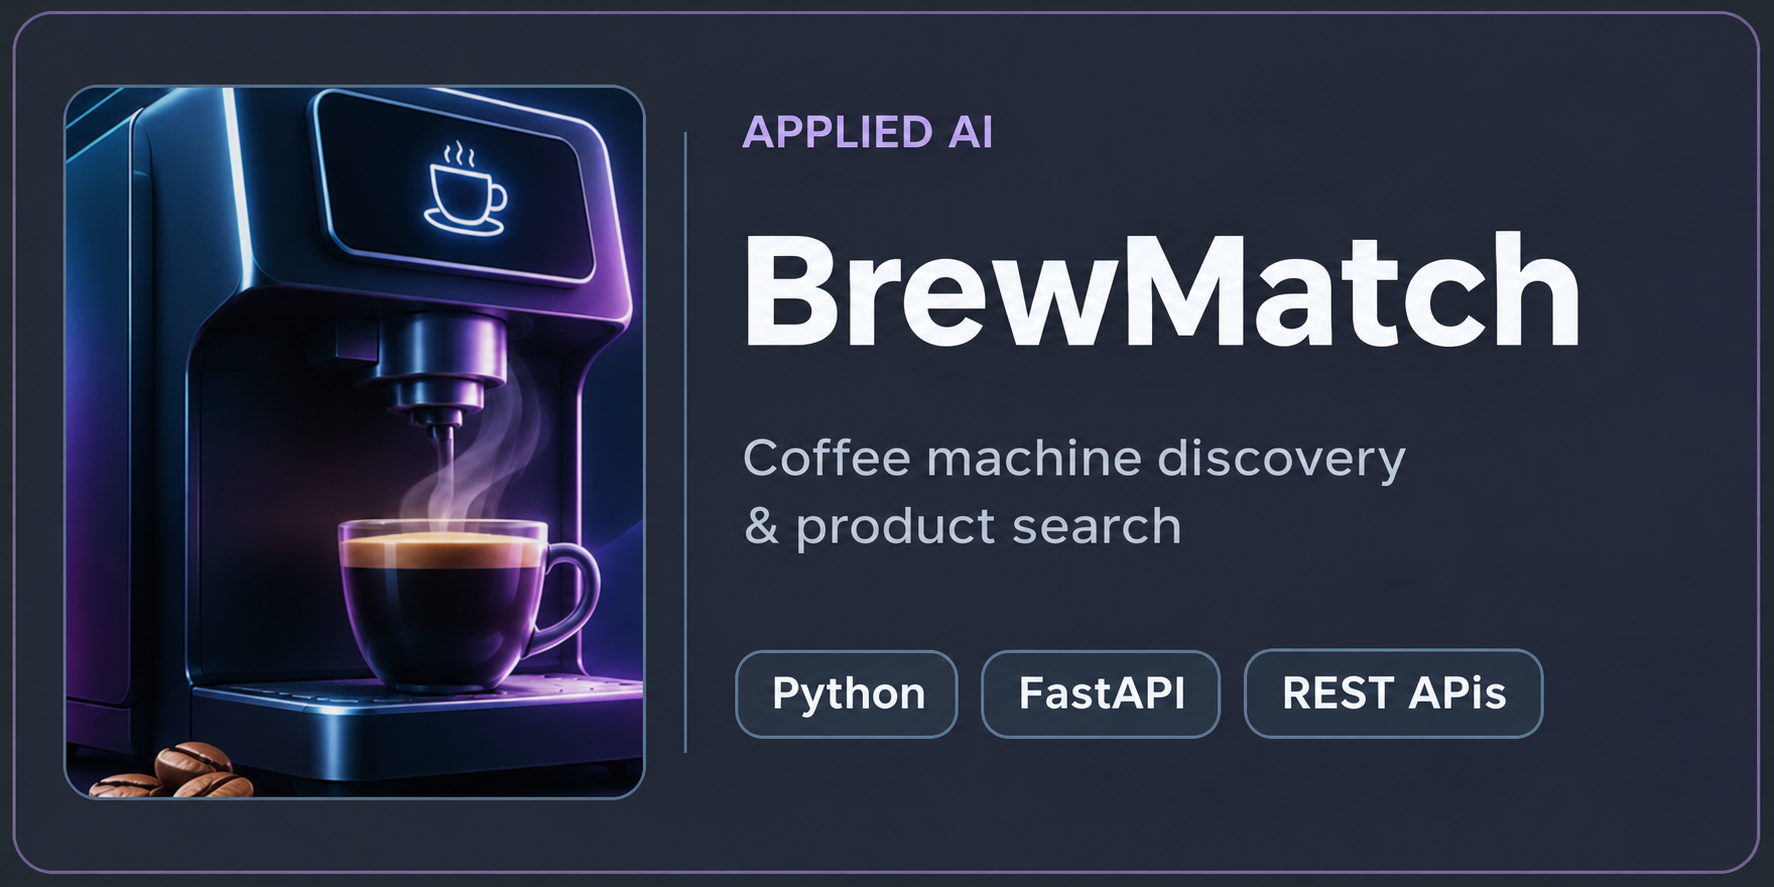 APPLIED AI
BrewMatch
Coffee machine discovery
& product search
Python
FastAPI
REST APis